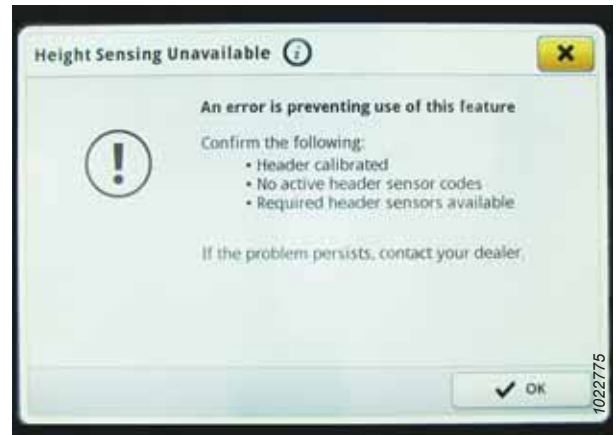 Height Sensing Unavailable
An error is preventing use of this feature
Confirm the following:
• Header calibrated
• No active header sensor codes
• Required header sensors available
If the problem persists, contact your dealer.
OK
1022775